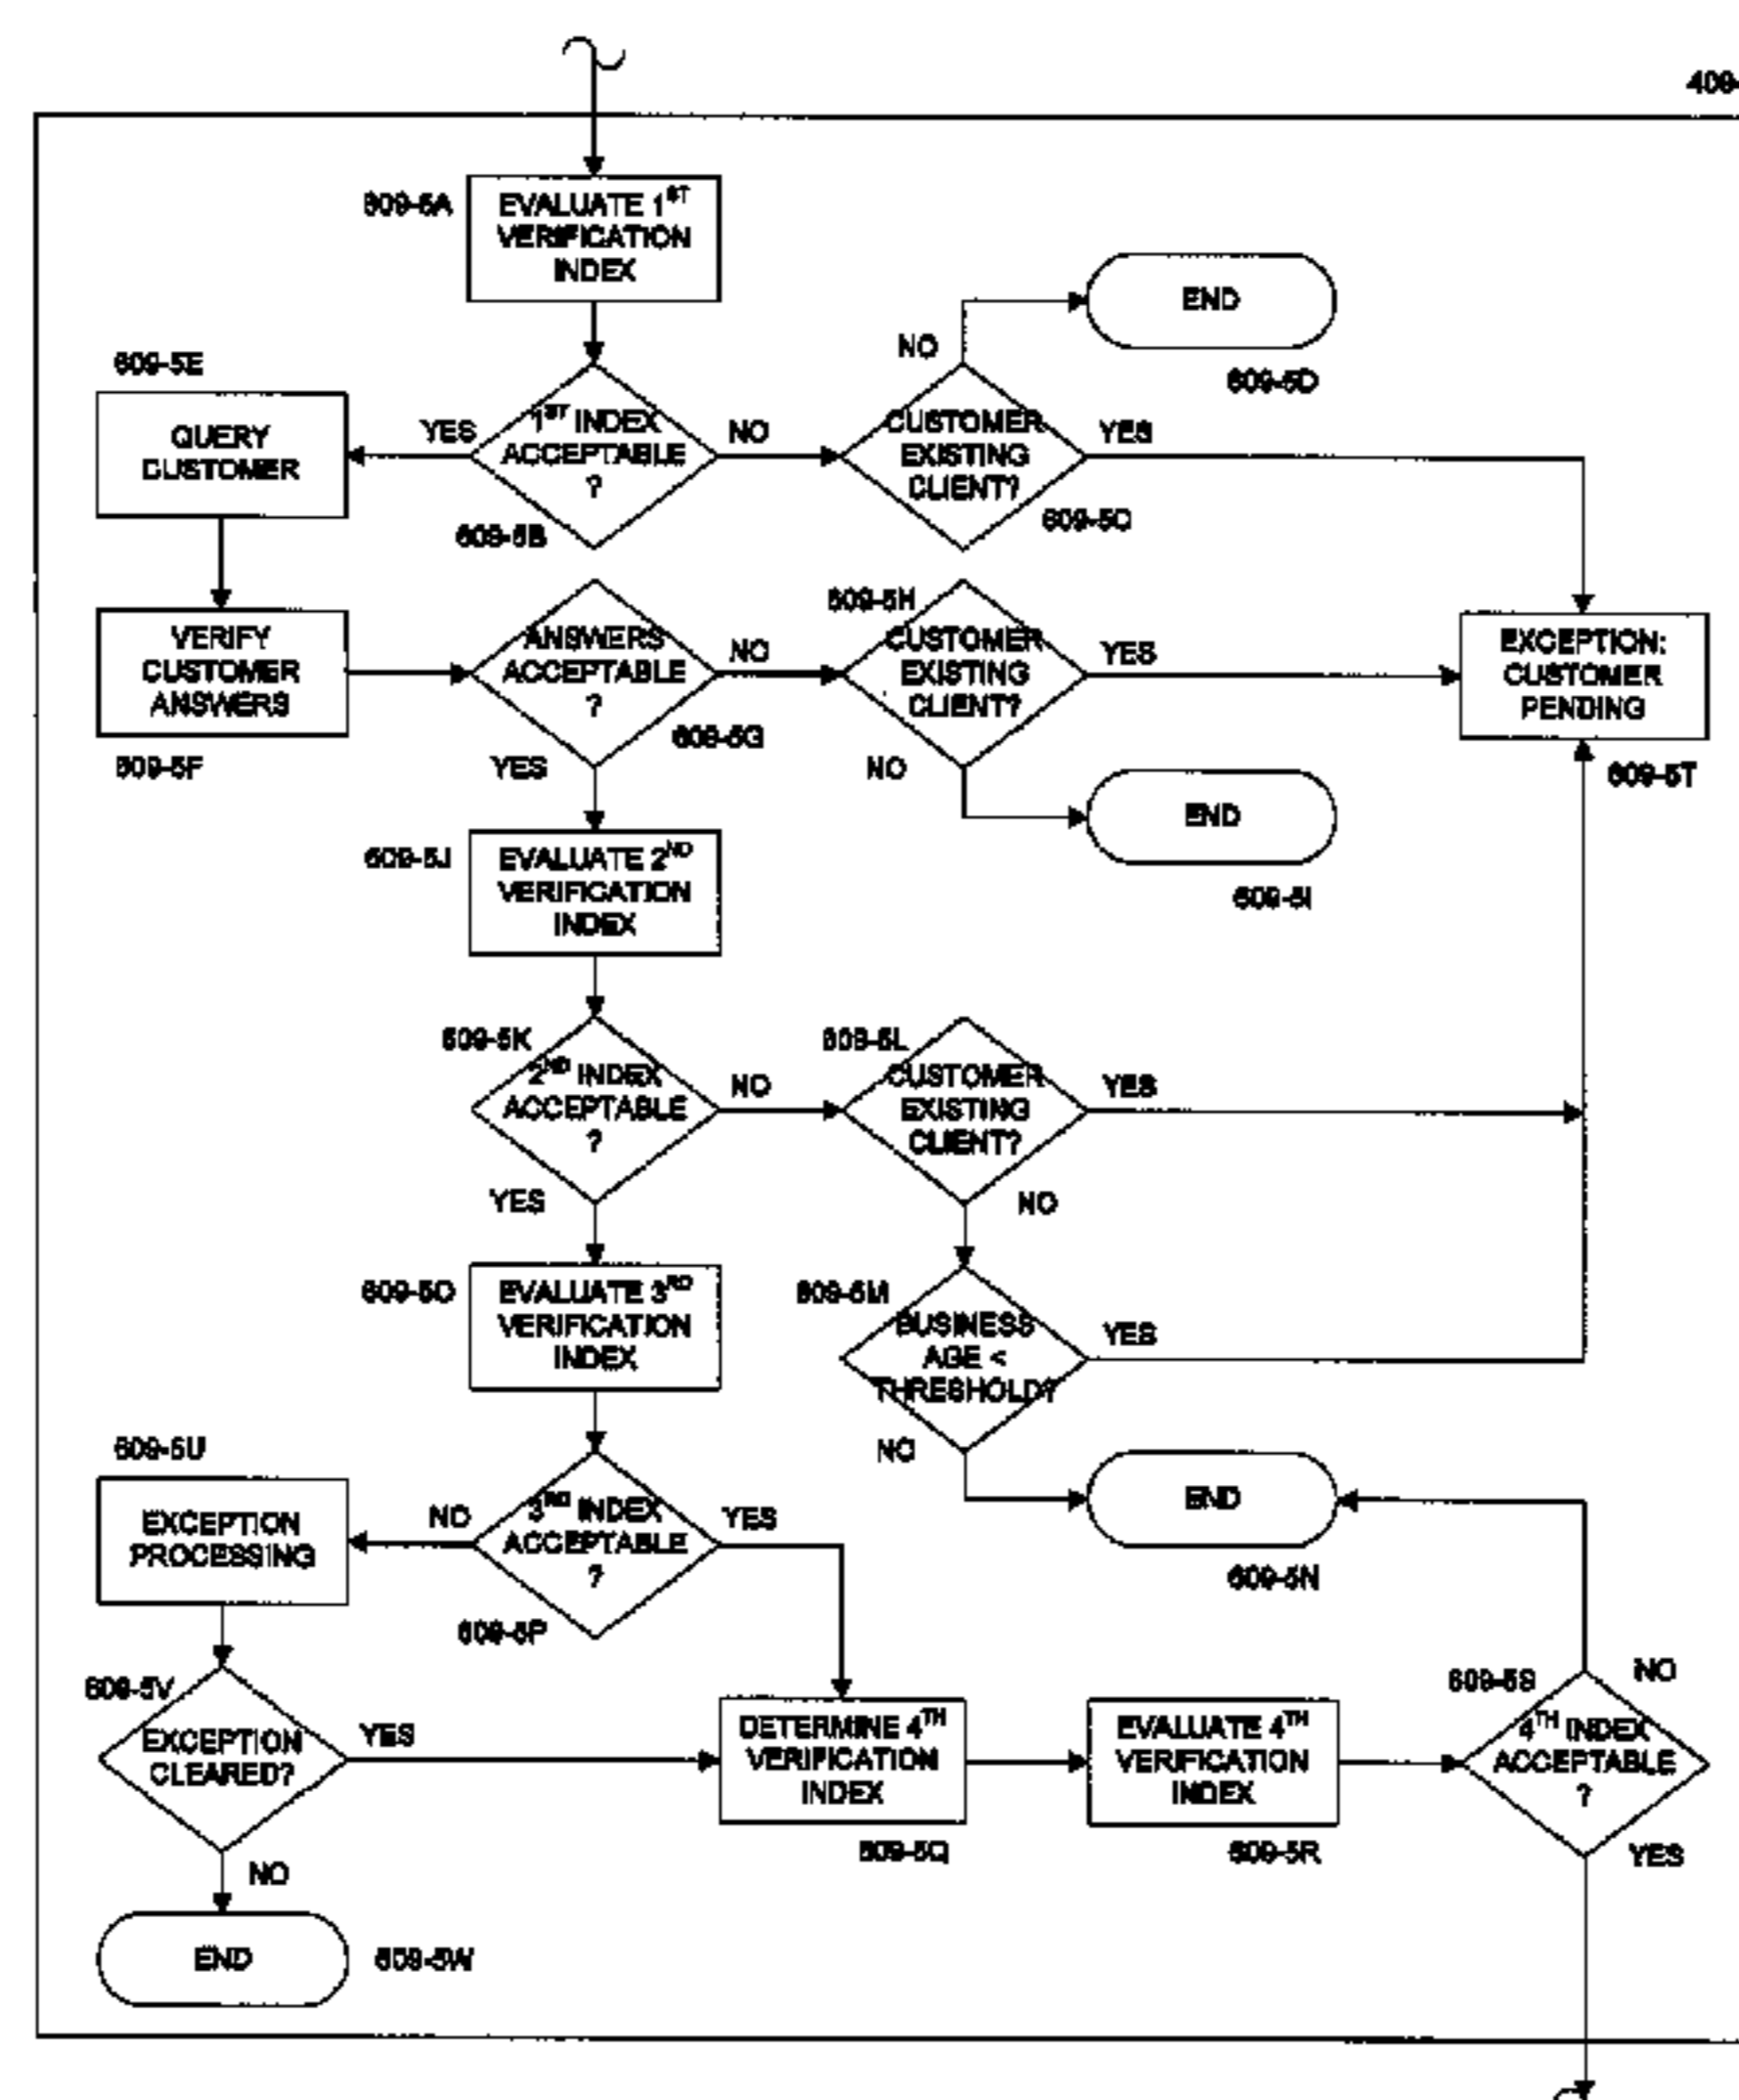 409-
609-5A
EVALUATE 1ST
VERIFICATION
INDEX
END
609-5D
609-5E
QUERY
CUSTOMER
YES
1ST INDEX
ACCEPTABLE
?
609-5B
NO
NO
CUSTOMER
EXISTING
CLIENT?
609-5C
YES
VERIFY
CUSTOMER
ANSWERS
609-5F
ANSWERS
ACCEPTABLE
?
609-5G
YES
NO
609-5H
CUSTOMER
EXISTING
CLIENT?
YES
NO
EXCEPTION:
CUSTOMER
PENDING
609-5T
END
609-5I
609-5J
EVALUATE 2ND
VERIFICATION
INDEX
609-5K
2ND INDEX
ACCEPTABLE
?
YES
NO
609-5L
CUSTOMER
EXISTING
CLIENT?
YES
NO
609-5O
EVALUATE 3RD
VERIFICATION
INDEX
609-5M
BUSINESS
AGE <
THRESHOLD?
YES
NO
609-5U
EXCEPTION
PROCESSING
NO
3RD INDEX
ACCEPTABLE
?
609-5P
YES
END
609-5N
609-5V
EXCEPTION
CLEARED?
YES
NO
DETERMINE 4TH
VERIFICATION
INDEX
609-5Q
EVALUATE 4TH
VERIFICATION
INDEX
609-5R
609-5S
4TH INDEX
ACCEPTABLE
?
NO
YES
END
609-5W